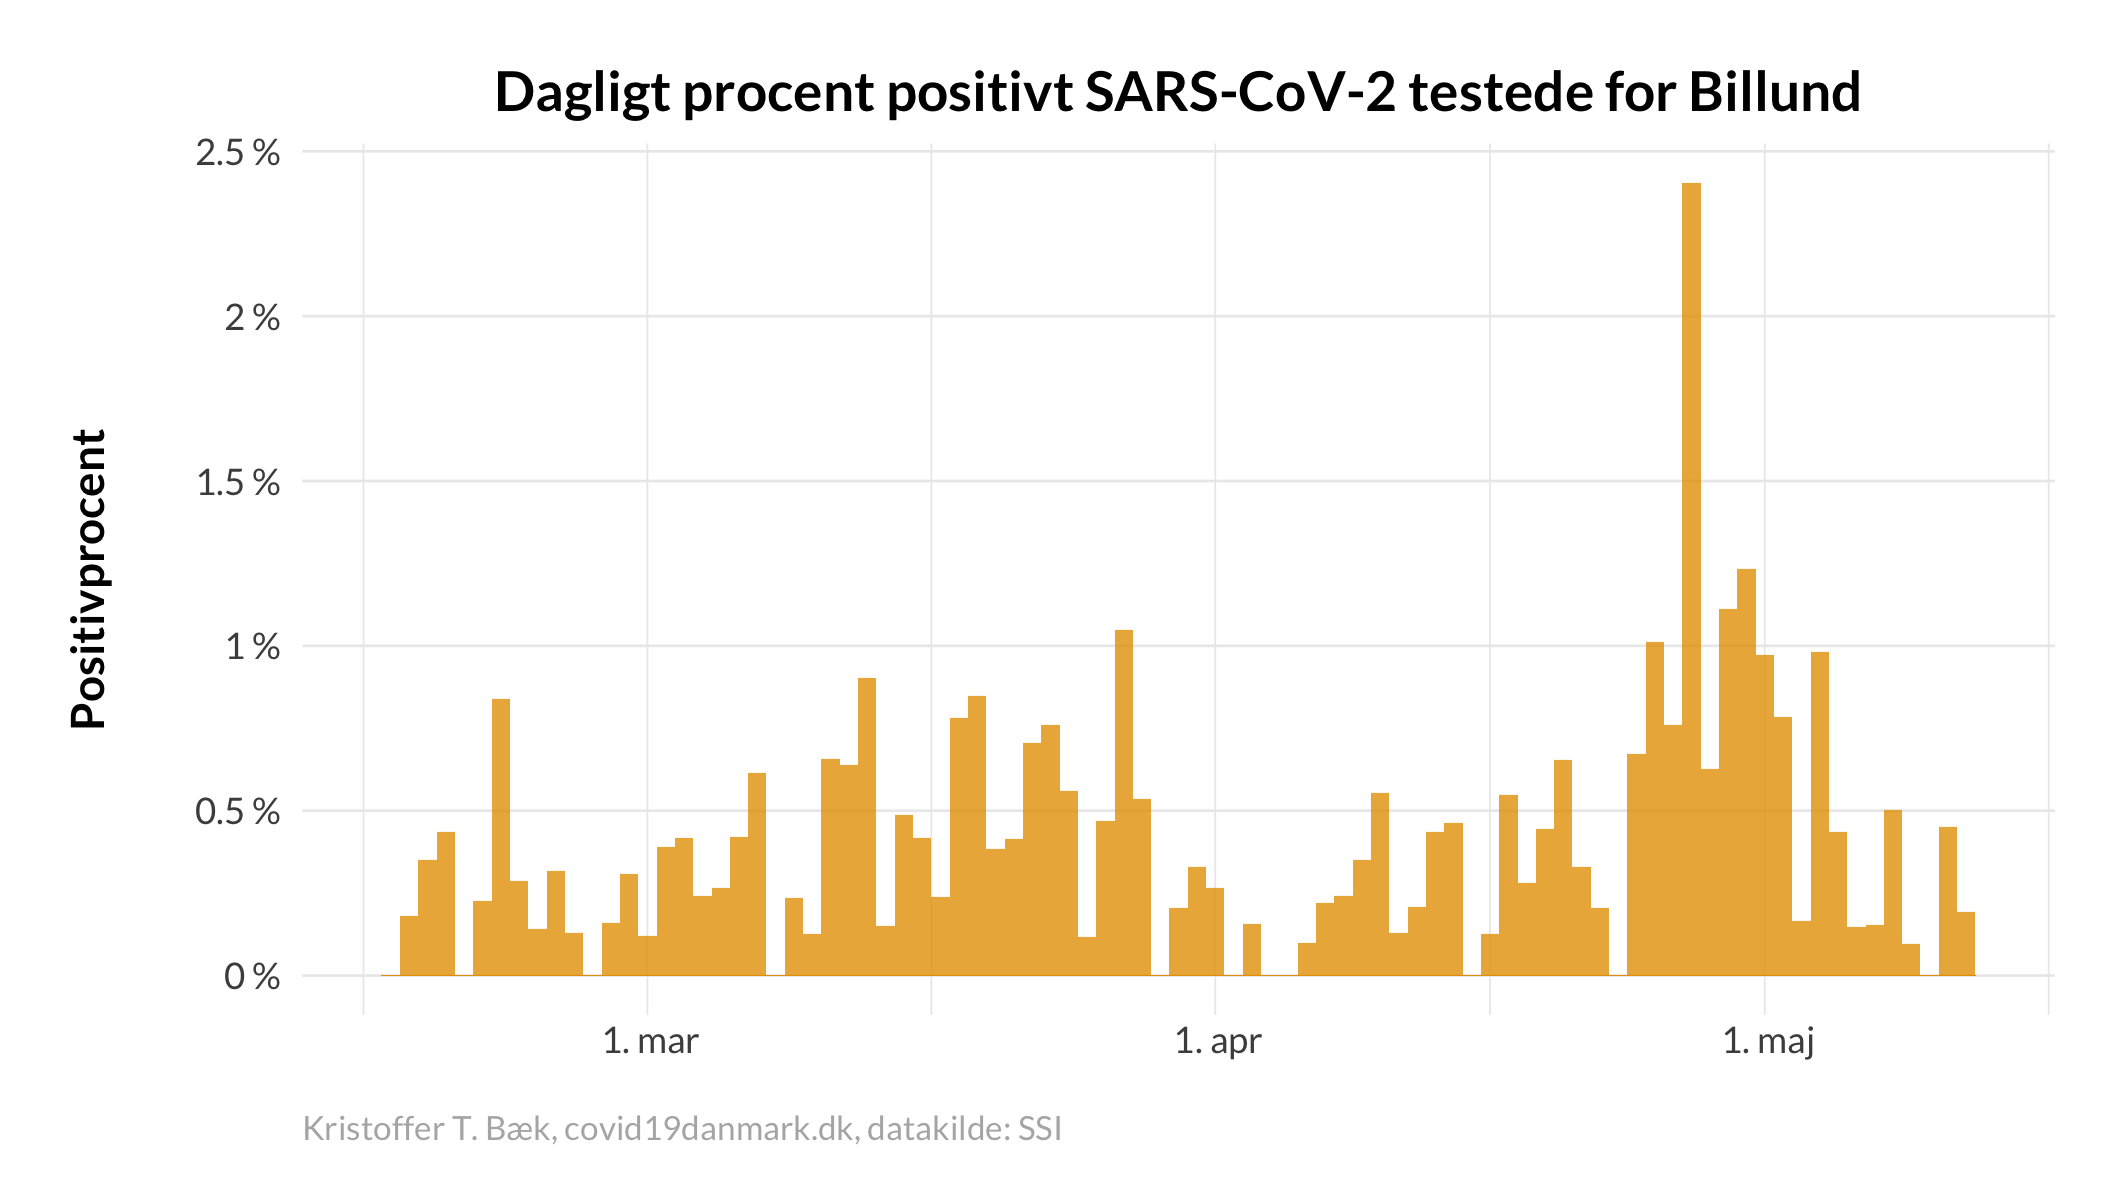 Dagligt procent positivt SARS-CoV-2 testede for Billund
Positivprocent
2.5 %
2 %
1.5 %
1 %
0.5 %
0 %
1. mar
1. apr
1. maj
Kristoffer T. Bæk, covid19danmark.dk, datakilde: SSI